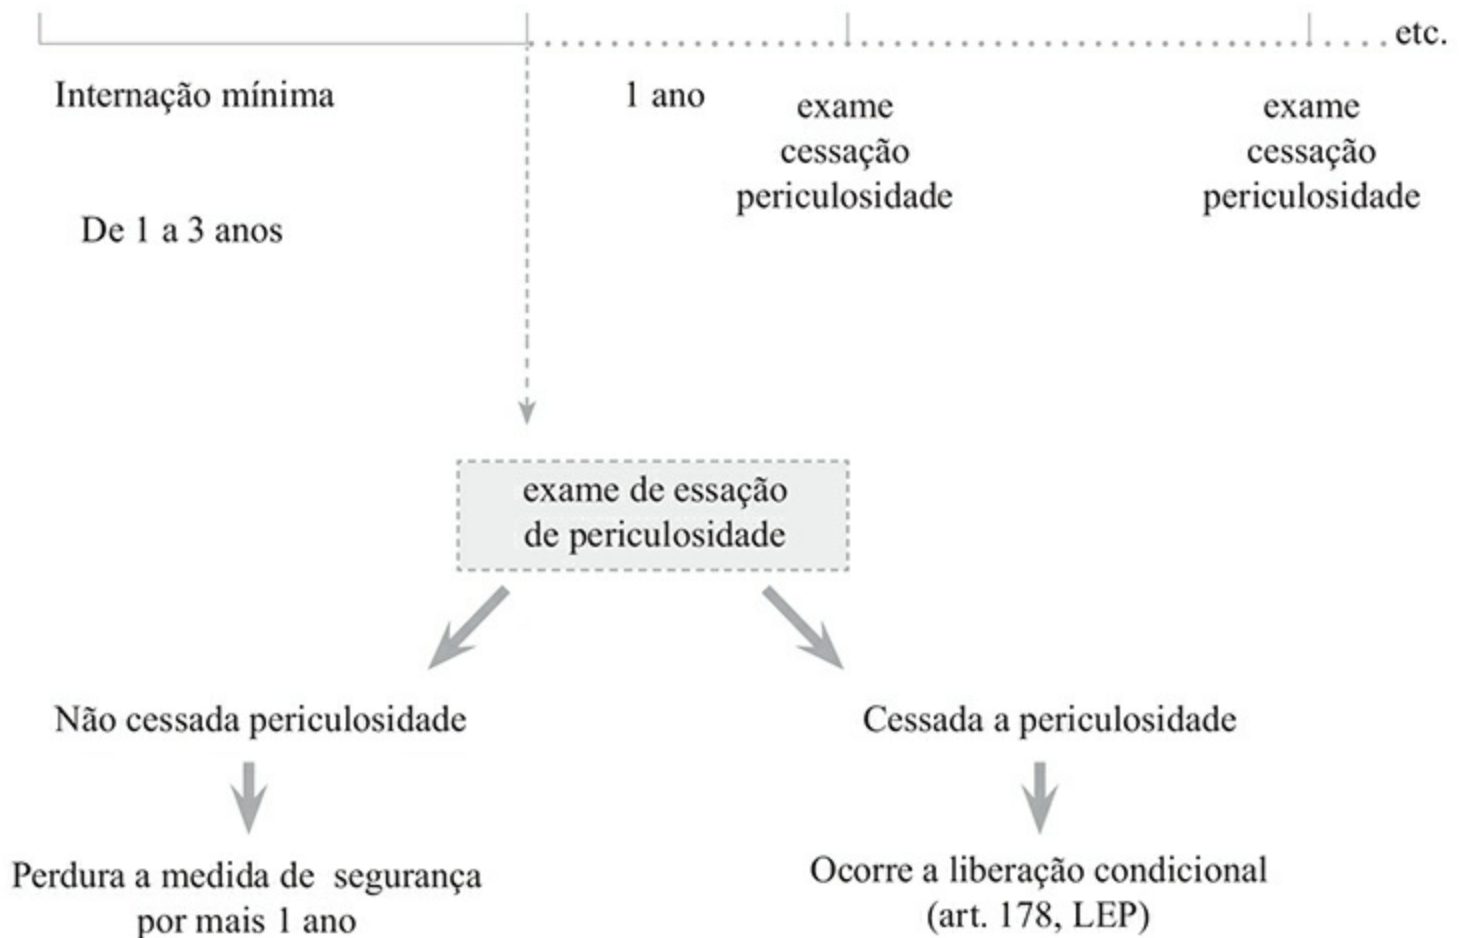 etc.
Internação mínima
1 ano
exame
cessação
periculosidade
exame
cessação
periculosidade
De 1 a 3 anos
exame de essação
de periculosidade
Não cessada periculosidade
Cessada a periculosidade
Perdura a medida de segurança
por mais 1 ano
Ocorre a liberação condicional
(art. 178, LEP)